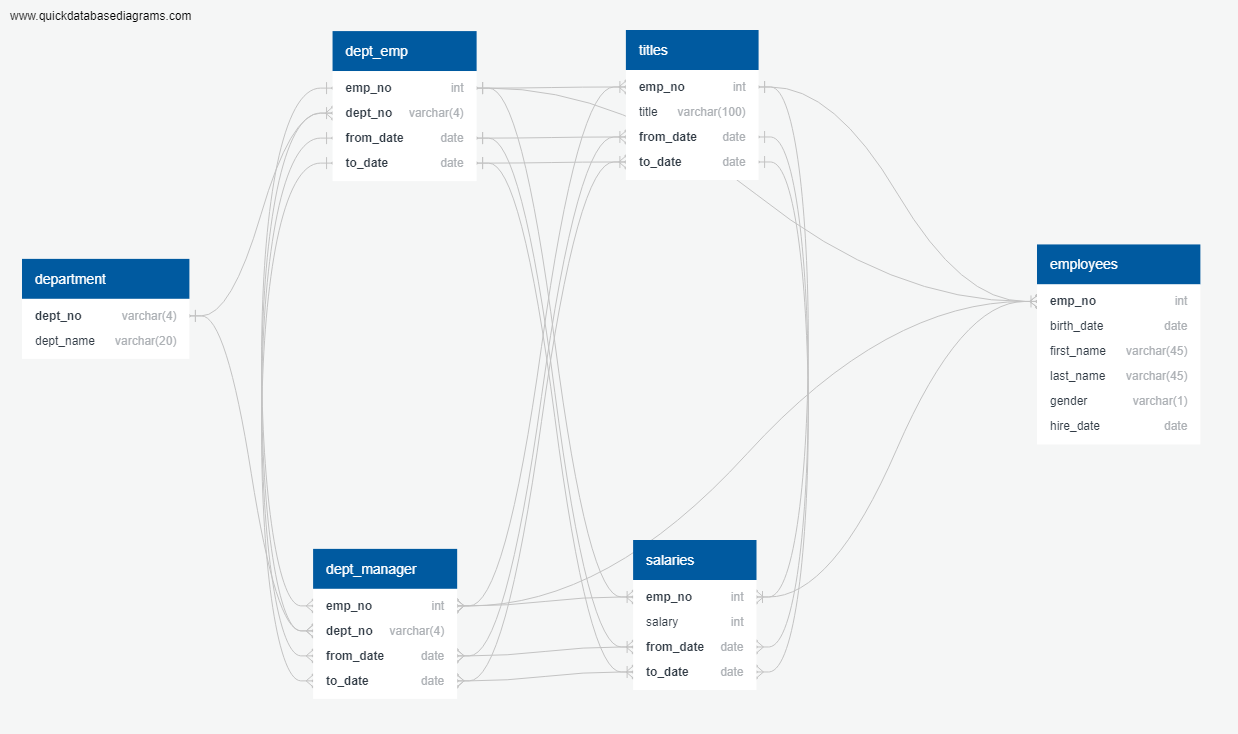 www.quickdatabasediagrams.com
dept_emp
emp_no int
dept_no varchar(4)
from_date date
to_date date
titles
emp_no int
title varchar(100)
from_date date
to_date date
department
dept_no varchar(4)
dept_name varchar(20)
employees
emp_no int
birth_date date
first_name varchar(45)
last_name varchar(45)
gender varchar(1)
hire_date date
dept_manager
emp_no int
dept_no varchar(4)
from_date date
to_date date
salaries
emp_no int
salary int
from_date date
to_date date